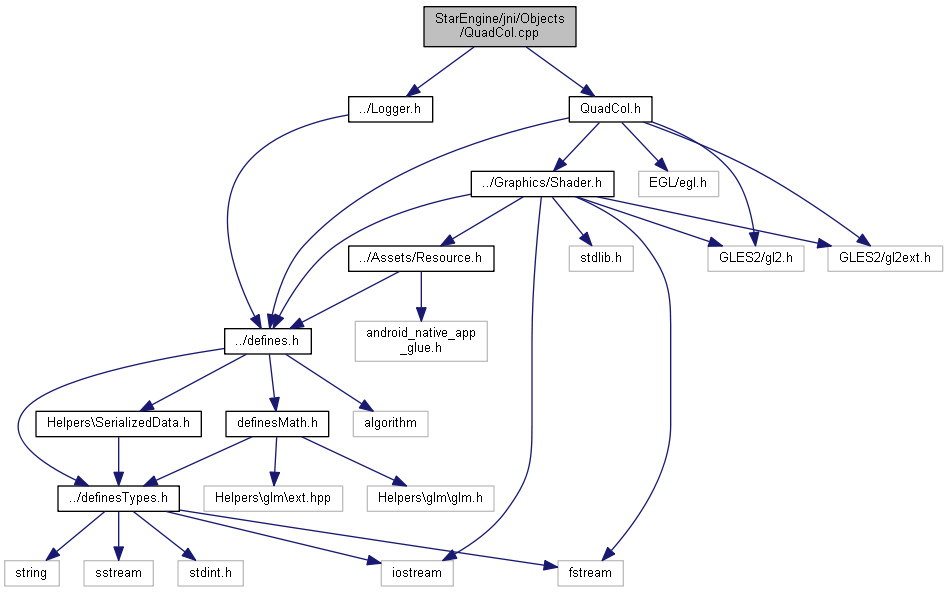 StarEngine/jni/Objects
/QuadCol.cpp
../Logger.h
QuadCol.h
../Graphics/Shader.h
EGL/egl.h
../Assets/Resource.h
stdlib.h
GLES2/gl2.h
GLES2/gl2ext.h
../defines.h
android_native_app
_glue.h
Helpers\SerializedData.h
definesMath.h
algorithm
../definesTypes.h
Helpers\glm\ext.hpp
Helpers\glm\glm.h
string
sstream
stdint.h
iostream
fstream